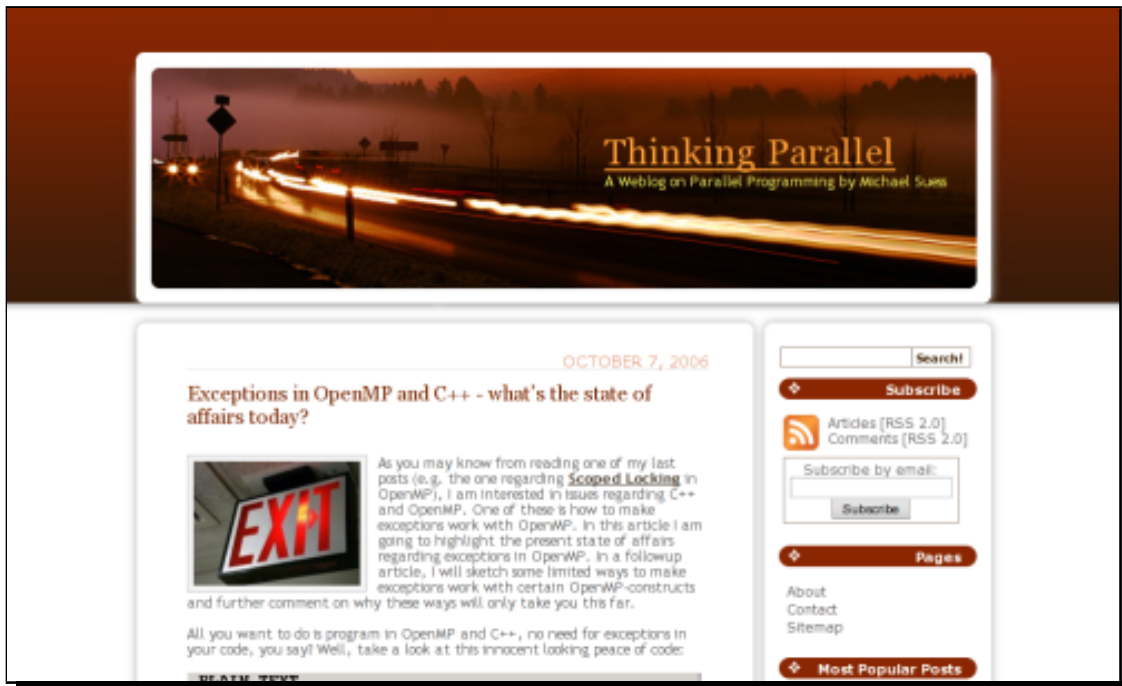 Thinking Parallel
A Weblog on Parallel Programming by Michael Suess
OCTOBER 7, 2006
Exceptions in OpenMP and C++ - what's the state of
affairs today?
EXIT
As you may know from reading one of my last
posts (e.g. the one regarding Scoped Locking in
OpenMP), I am interested in issues regarding C++
and OpenMP. One of these is how to make
exceptions work with OpenMP. In this article I am
going to highlight the present state of affairs
regarding exceptions in OpenMP. In a followup
article, I will sketch some limited ways to make
exceptions work with certain OpenMP-constructs
and further comment on why these ways will only take you this far.
All you want to do is program in OpenMP and C++, no need for exceptions in
your code, you say? Well, take a look at this innocent looking peace of code:
PLAIN TEXT
Search!
Subscribe
Articles [RSS 2.0]
Comments [RSS 2.0]
Subscribe by email:
Subscribe
Pages
About
Contact
Sitemap
Most Popular Posts